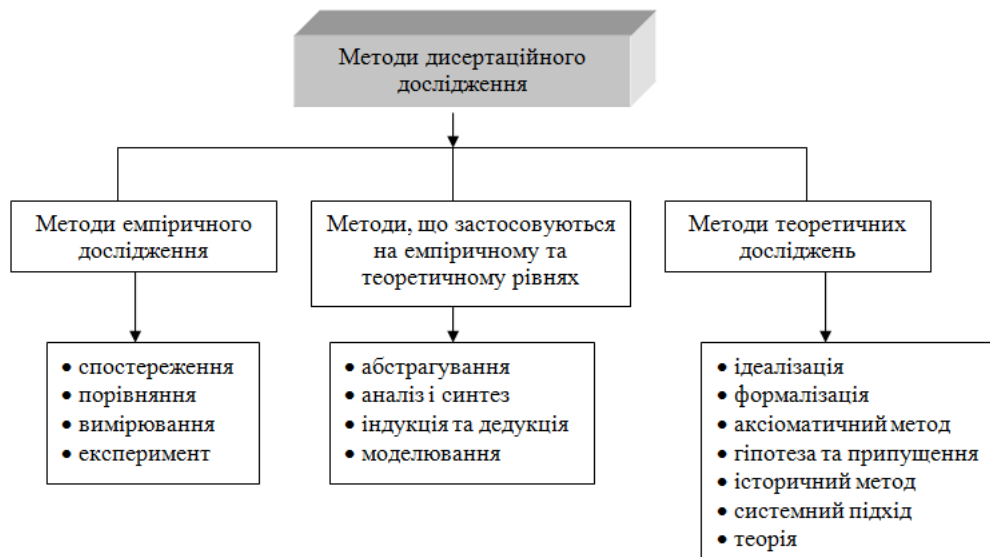 Методи дисертаційного
дослідження
Методи емпіричного
дослідження
Методи, що застосовуються
на емпіричному та
теоретичному рівнях
Методи теоретичних
досліджень
• спостереження
• порівняння
• вимірювання
• експеримент
• абстрагування
• аналіз і синтез
• індукція та дедукція
• моделювання
• ідеалізація
• формалізація
• аксіоматичний метод
• гіпотеза та припущення
• історичний метод
• системний підхід
• теорія